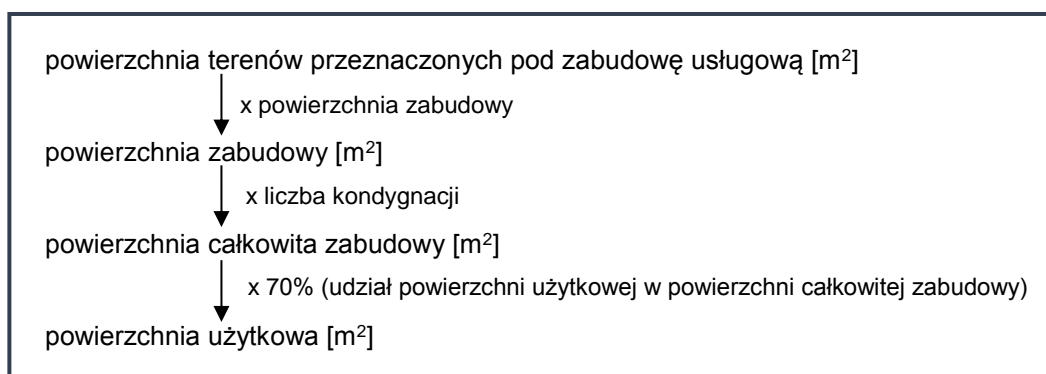 powierzchnia terenów przeznaczonych pod zabudowę usługową [m²]
x powierzchnia zabudowy
powierzchnia zabudowy [m²]
x liczba kondygnacji
powierzchnia całkowita zabudowy [m²]
x 70% (udział powierzchni użytkowej w powierzchni całkowitej zabudowy)
powierzchnia użytkowa [m²]